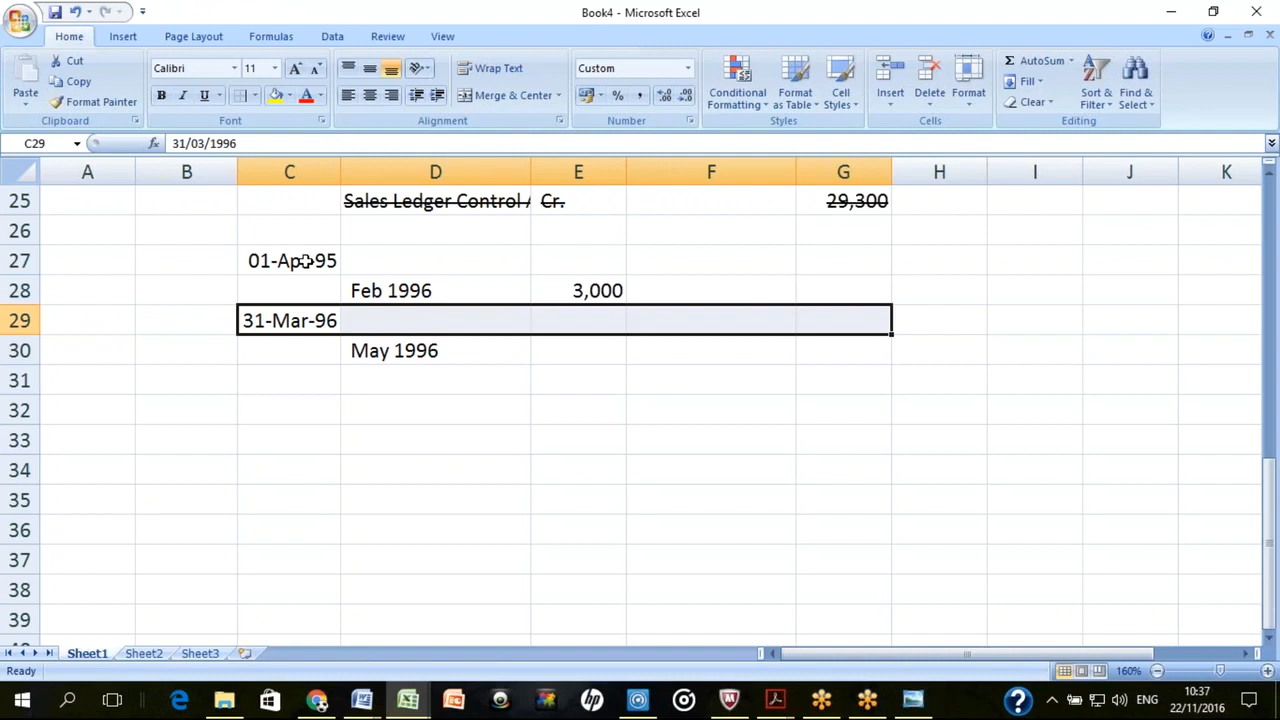 Book4 - Microsoft Excel
Home Insert Page Layout Formulas Data Review View
Paste Cut Copy Format Painter Clipboard
Calibri 11 A A B I U A Font
Wrap Text Merge & Center Alignment
Custom % , .0 .00 .00 .0 Number
Conditional Formatting Format as Table Cell Styles Styles
Insert Delete Format Cells
Σ AutoSum Fill Clear Sort & Filter Find & Select Editing
C29 fx 31/03/1996
A B C D E F G H I J K
25 Sales Ledger Control Cr. 29,300
26
27 01-Apr-95
28 Feb 1996 3,000
29 31-Mar-96
30 May 1996
31
32
33
34
35
36
37
38
39
Sheet1 Sheet2 Sheet3
Ready 160%
ENG 10:37
22/11/2016